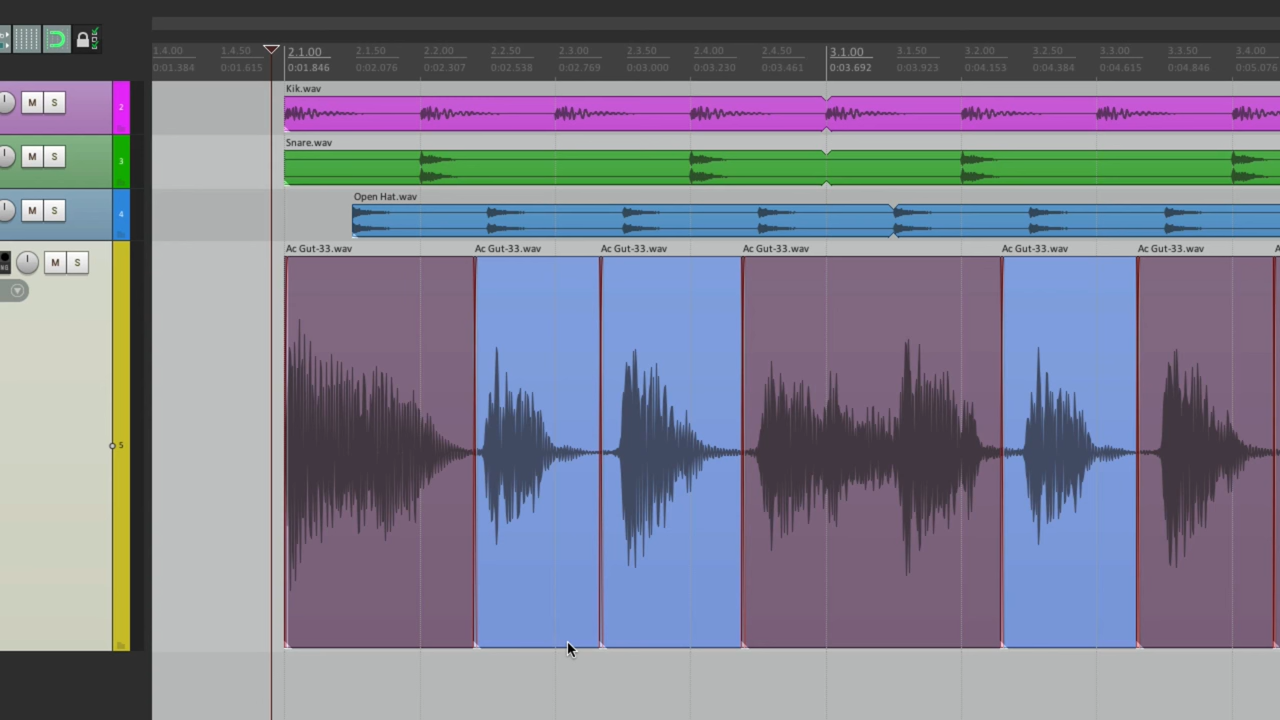 1.4.00 1.4.50 2.1.00 2.1.50 2.2.00 2.2.50 2.3.00 2.3.50 2.4.00 2.4.50 3.1.00 3.1.50 3.2.00 3.2.50 3.3.00 3.3.50 3.4.00
0:01.384 0:01.615 0:01.846 0:02.076 0:02.307 0:02.538 0:02.769 0:03.000 0:03.230 0:03.461 0:03.692 0:03.923 0:04.153 0:04.384 0:04.615 0:04.846 0:05.076
Kik.wav
M S 2
Snare.wav
M S 3
Open Hat.wav
M S 4
Ac Gut-33.wav Ac Gut-33.wav Ac Gut-33.wav Ac Gut-33.wav Ac Gut-33.wav Ac Gut-33.wav A
M S
S